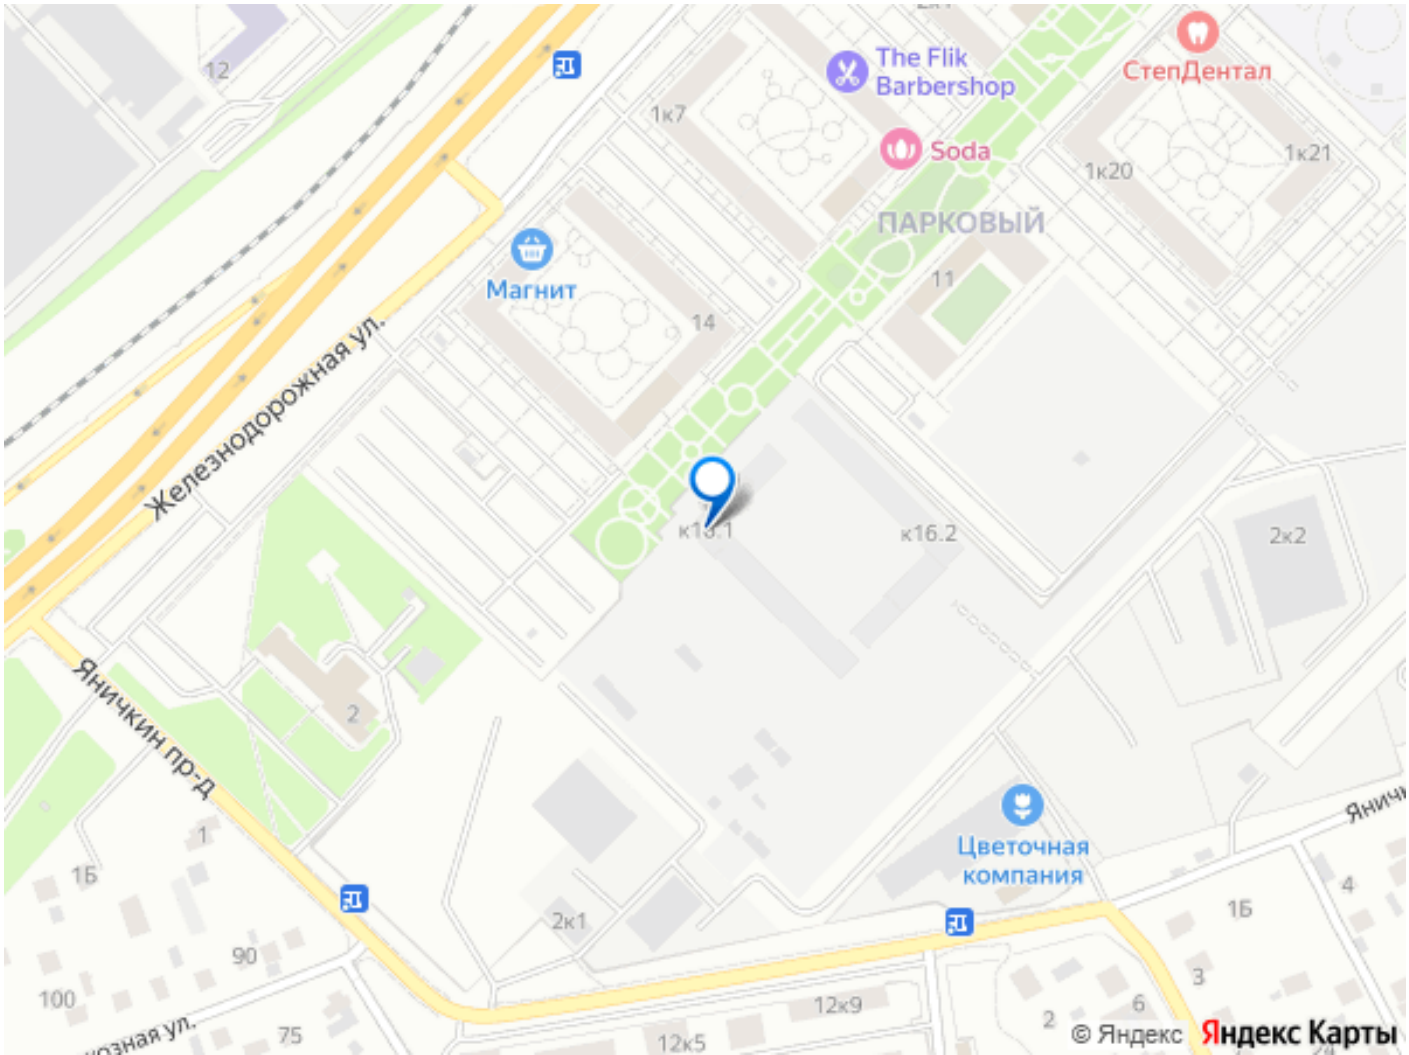 2к1
12
The Flik
Barbershop
СтепДентал
1к7
Soda
1к20
1к21
ПАРКОВЫЙ
Магнит
11
14
Железнодорожная ул.
к16.2
2к2
2
Яничкин пр-д
1
1Б
Цветочная
компания
4
1Б
2к1
90
100
3
6
2
12к9
75
12к5
© Яндекс
Яндекс Карты